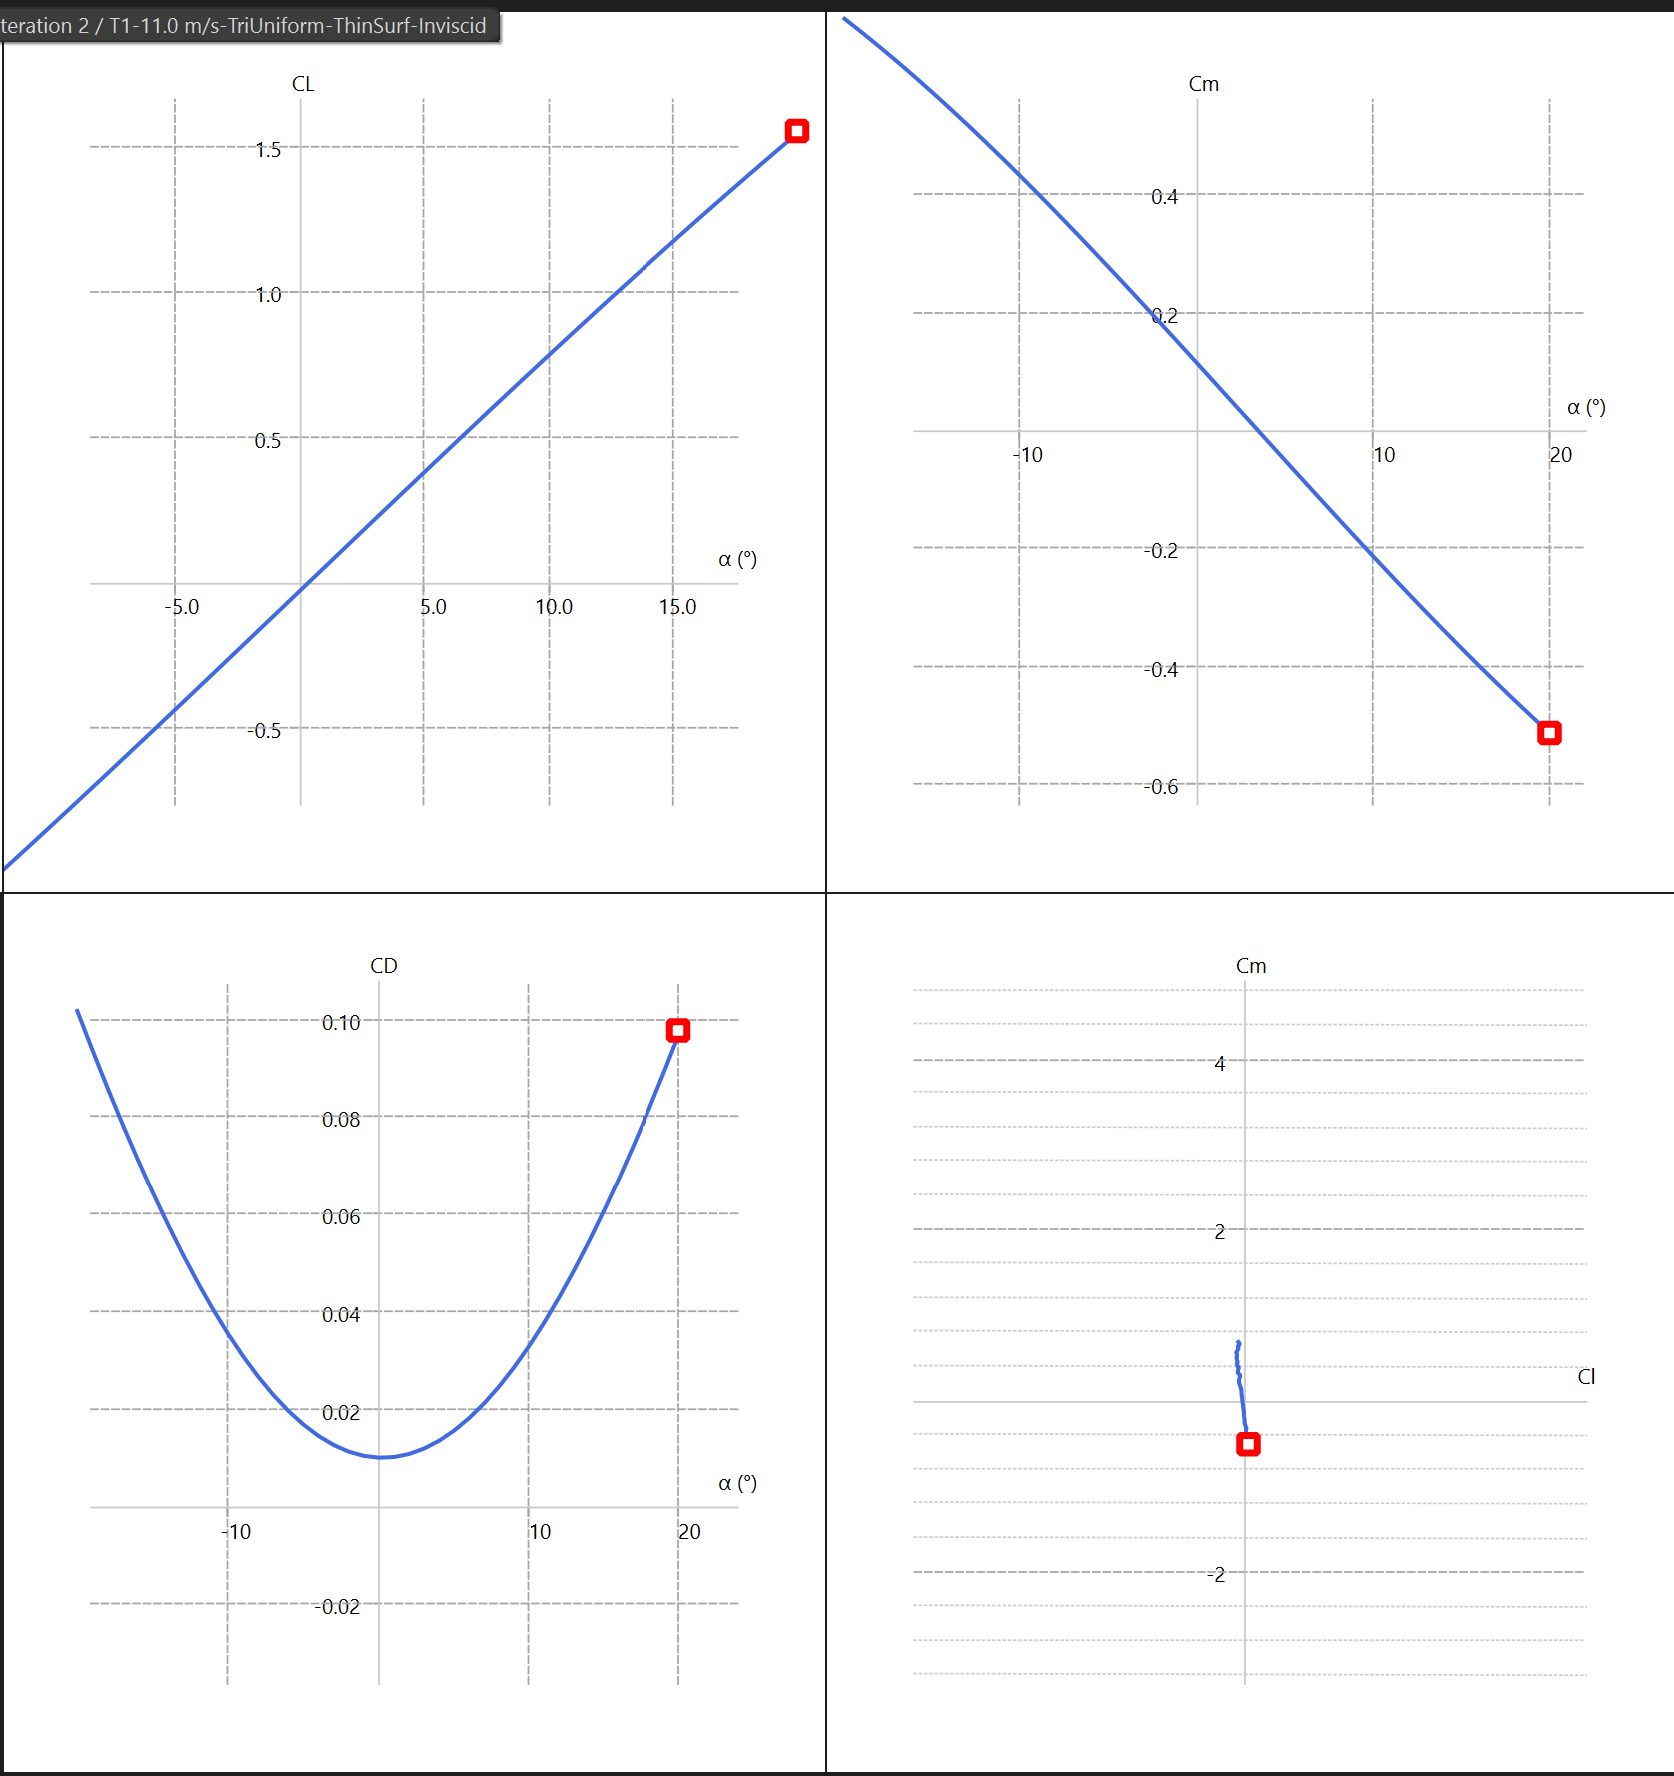 teration 2 / T1-11.0 m/s-TriUniform-ThinSurf-Inviscid
CL
1.5
1.0
0.5
α (°)
-5.0 5.0 10.0 15.0
-0.5
Cm
0.4
0.2
α (°)
-10 10 20
-0.2
-0.4
-0.6
CD
0.10
0.08
0.06
0.04
0.02
α (°)
-10 10 20
-0.02
Cm
4
2
Cl
-2